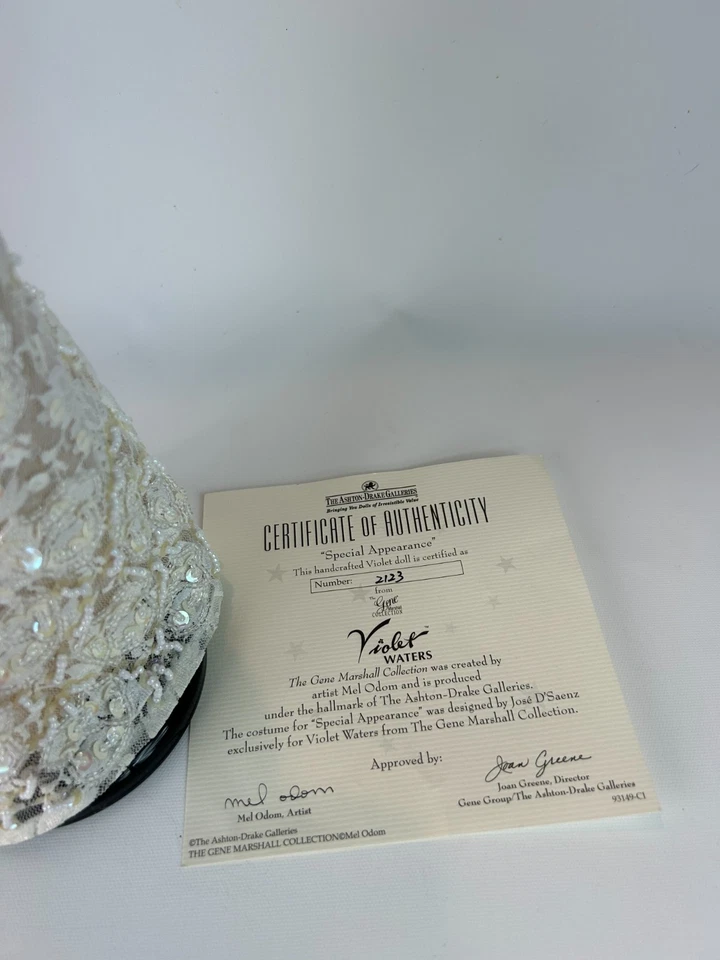 THE ASHTON-DRAKE GALLERIES
Bringing You Dolls of Irresistible Value
CERTIFICATE OF AUTHENTICITY
"Special Appearance"
This handcrafted Violet doll is certified as
Number: 2123
from
The
Gene
COLLECTION
Violet™
WATERS
The Gene Marshall Collection was created by
artist Mel Odom and is produced
under the hallmark of The Ashton-Drake Galleries.
The costume for "Special Appearance" was designed by José D'Saenz
exclusively for Violet Waters from The Gene Marshall Collection.
Approved by:
mel odom
Mel Odom, Artist
Joan Greene
Joan Greene, Director
Gene Group/The Ashton-Drake Galleries
93149-C1
©The Ashton-Drake Galleries
THE GENE MARSHALL COLLECTION©Mel Odom